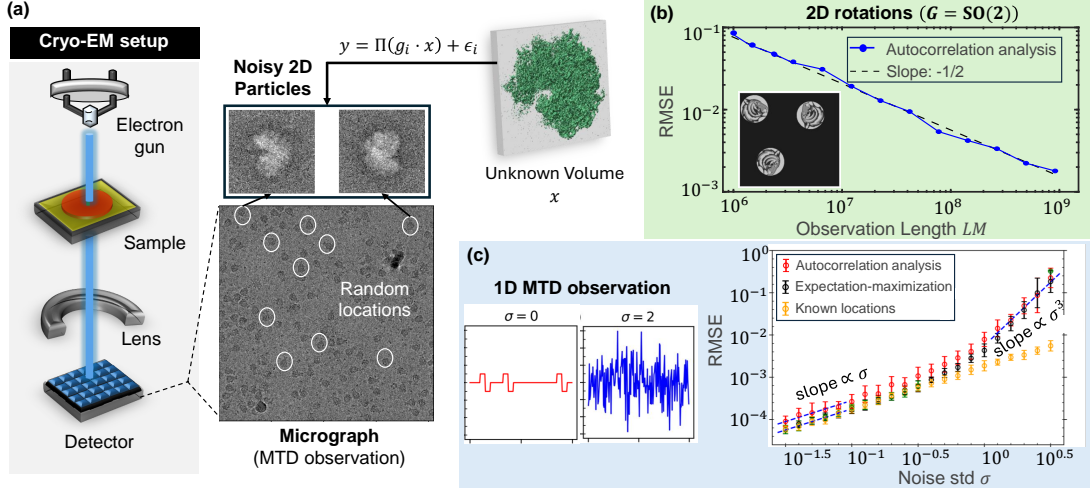 (a)
Cryo-EM setup
Electron
gun
Sample
Lens
Detector
y = Π(g_i · x) + ϵ_i
Noisy 2D
Particles
Unknown Volume
x
Random
locations
Micrograph
(MTD observation)
(b)
2D rotations (G = SO(2))
Autocorrelation analysis
Slope: -1/2
RMSE
10^-1
10^-2
10^-3
10^6
10^7
10^8
10^9
Observation Length LM
(c)
1D MTD observation
σ = 0
σ = 2
Autocorrelation analysis
Expectation-maximization
Known locations
RMSE
10^0
10^-1
10^-2
10^-3
10^-4
slope ∝ σ
slope ∝ σ^3
10^-1.5
10^-1
10^-0.5
10^0
10^0.5
Noise std σ